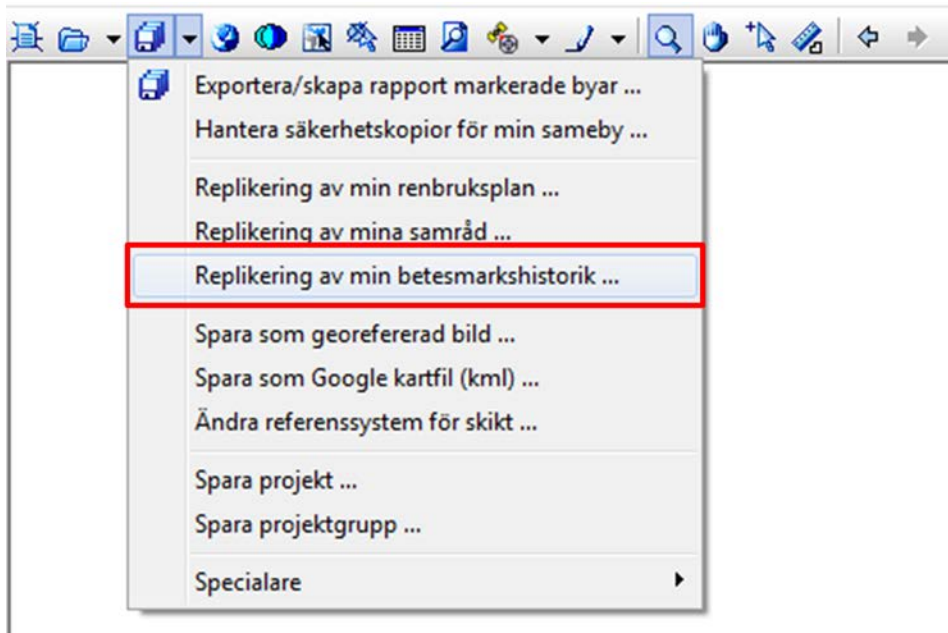 Exportera/skapa rapport markerade byar ...
Hantera säkerhetskopior för min sameby ...
Replikering av min renbruksplan ...
Replikering av mina samråd ...
Replikering av min betesmarkshistorik ...
Spara som georefererad bild ...
Spara som Google kartfil (kml) ...
Ändra referenssystem för skikt ...
Spara projekt ...
Spara projektgrupp ...
Specialare